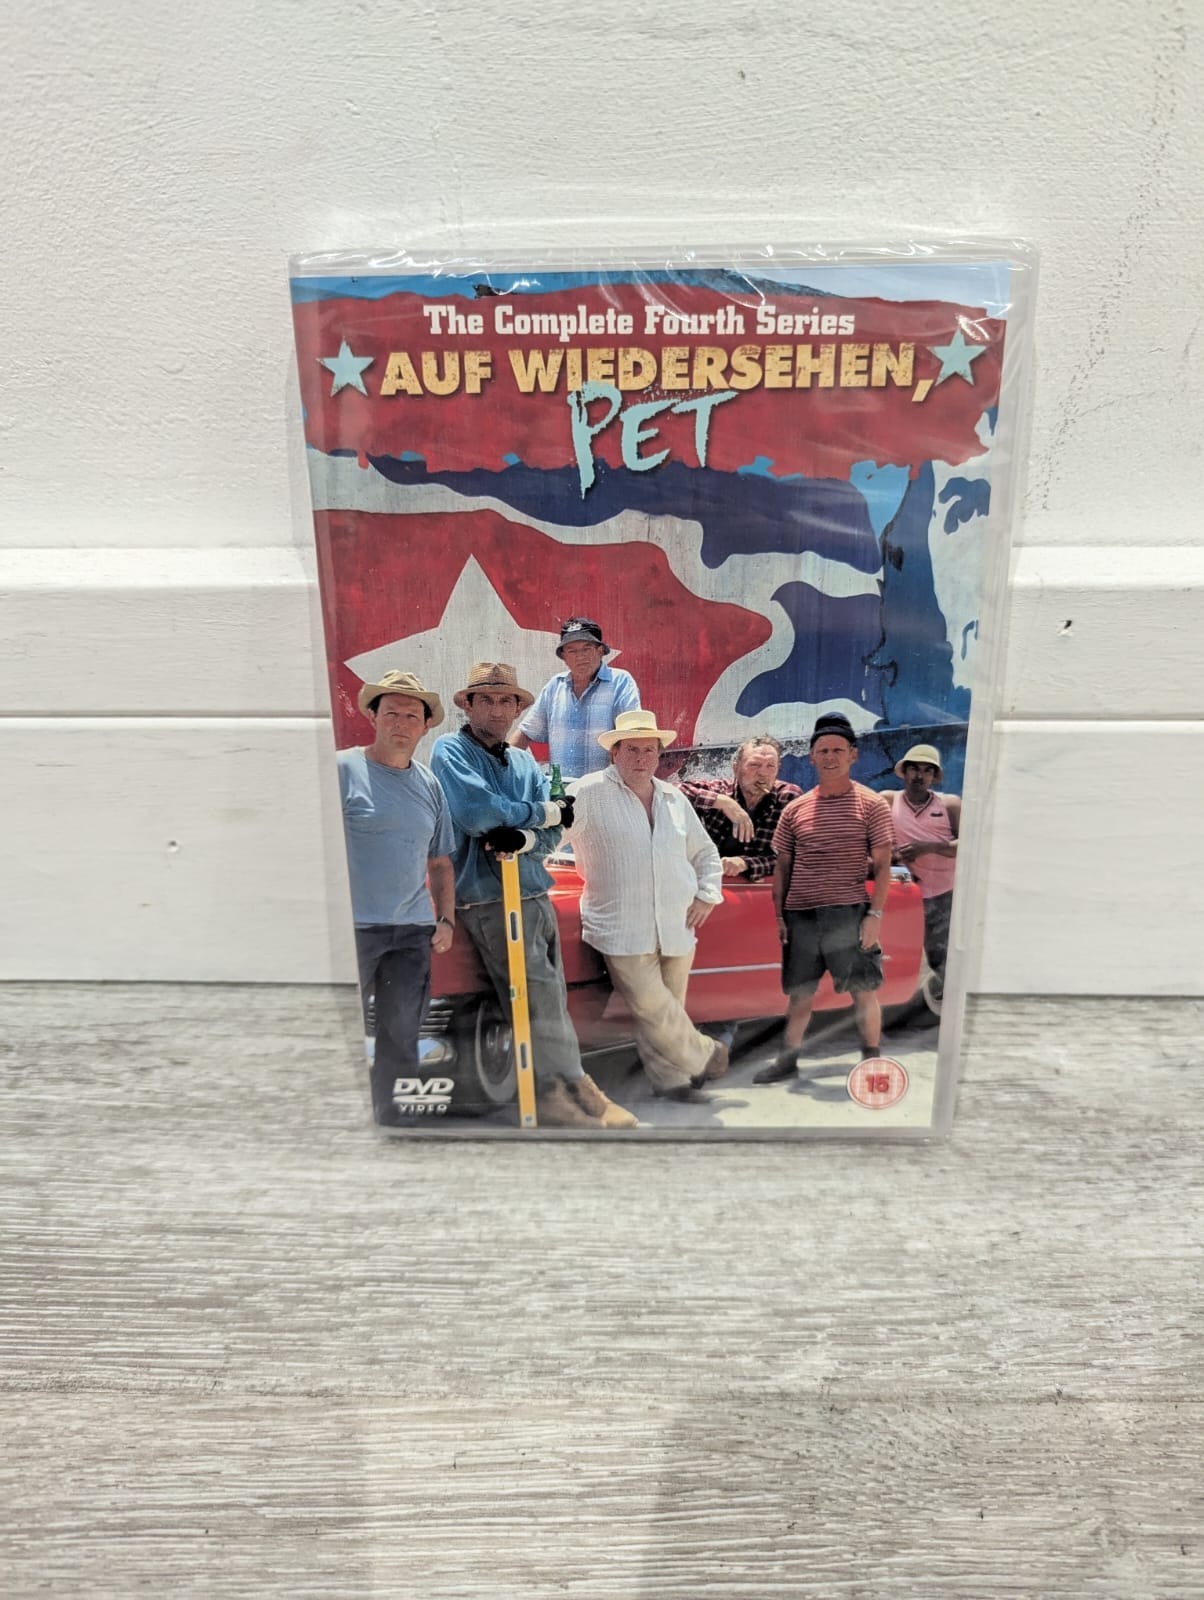 The Complete Fourth Series
AUF WIEDERSEHEN,
PET
DVD
VIDEO
15